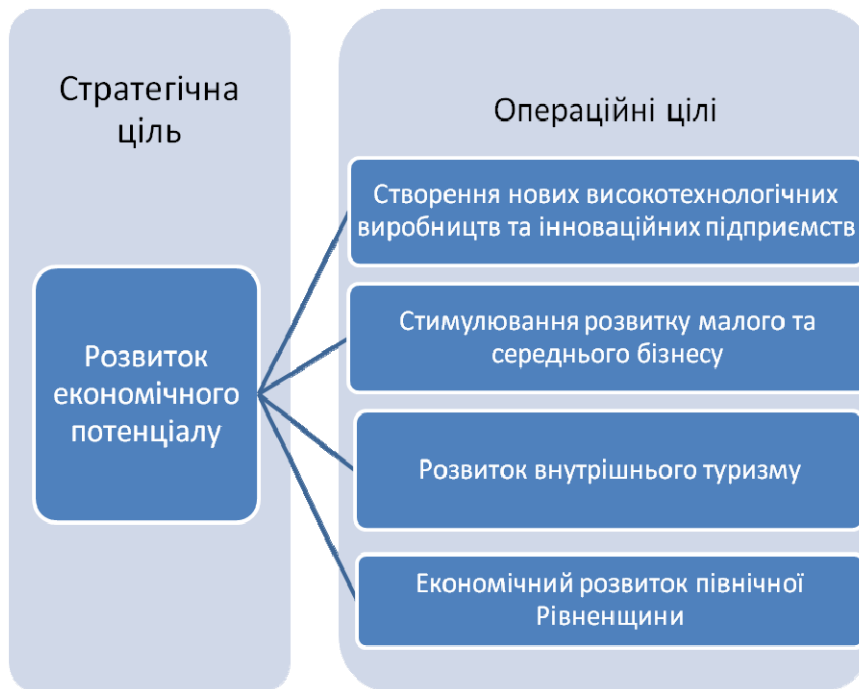 Стратегічна
ціль
Розвиток
економічного
потенціалу
Операційні цілі
Створення нових високотехнологічних
виробництв та інноваційних підприємств
Стимулювання розвитку малого та
середнього бізнесу
Розвиток внутрішнього туризму
Економічний розвиток північної
Рівненщини